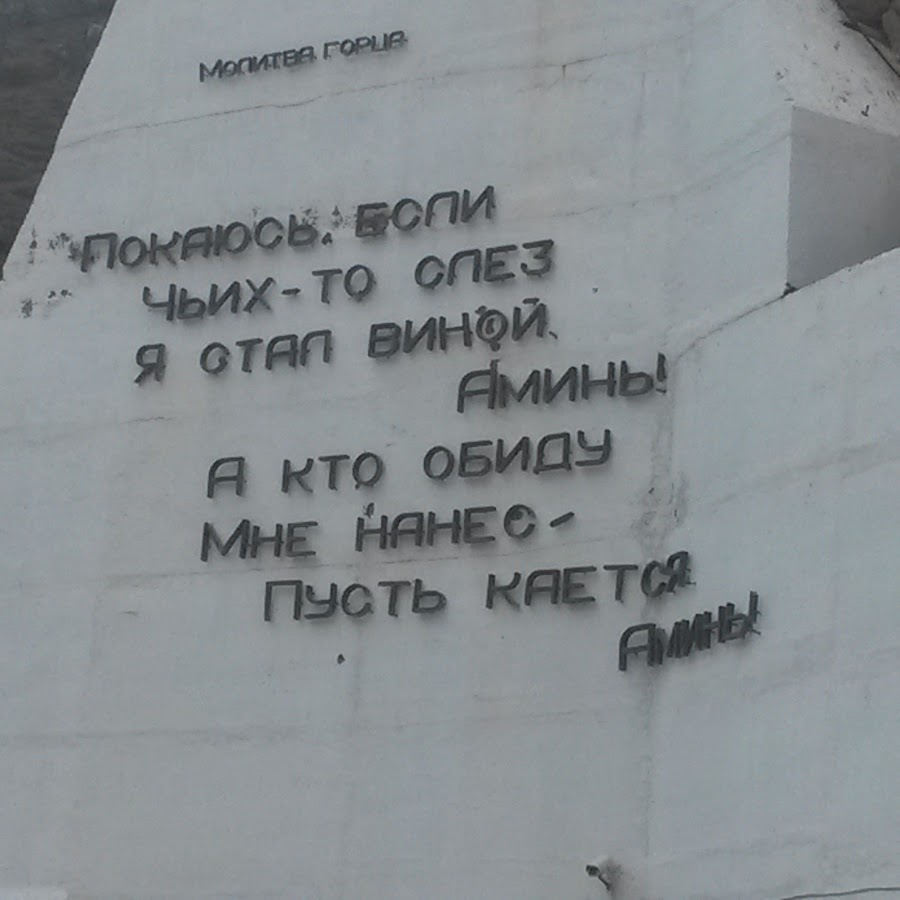 Молитва горца
Покаюсь. Если
чьих-то слез
я стал виной.
Аминь!
А кто обиду
мне нанес -
пусть кается
Аминь!